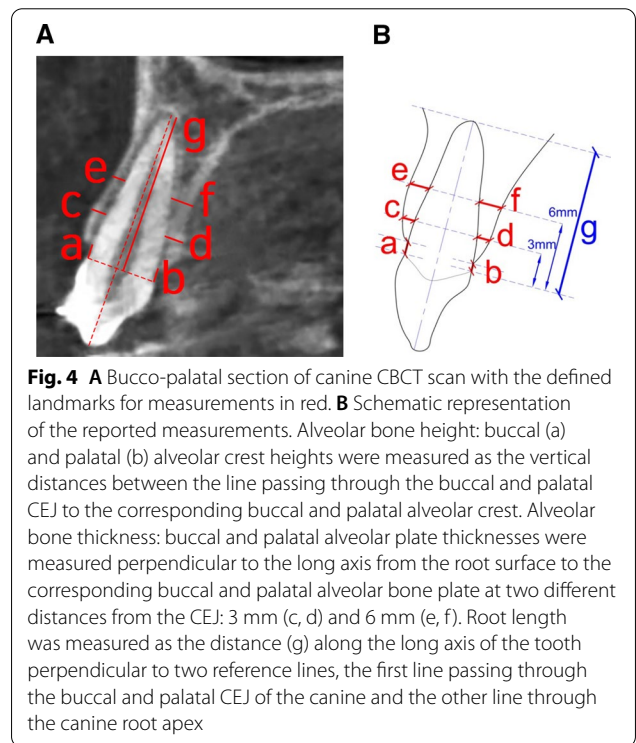 A
B
g
e
c
f
a
d
b
e
f
6mm
g
c
d
3mm
a
b
Fig. 4 A Bucco-palatal section of canine CBCT scan with the defined
landmarks for measurements in red. B Schematic representation
of the reported measurements. Alveolar bone height: buccal (a)
and palatal (b) alveolar crest heights were measured as the vertical
distances between the line passing through the buccal and palatal
CEJ to the corresponding buccal and palatal alveolar crest. Alveolar
bone thickness: buccal and palatal alveolar plate thicknesses were
measured perpendicular to the long axis from the root surface to the
corresponding buccal and palatal alveolar bone plate at two different
distances from the CEJ: 3 mm (c, d) and 6 mm (e, f). Root length
was measured as the distance (g) along the long axis of the tooth
perpendicular to two reference lines, the first line passing through
the buccal and palatal CEJ of the canine and the other line through
the canine root apex